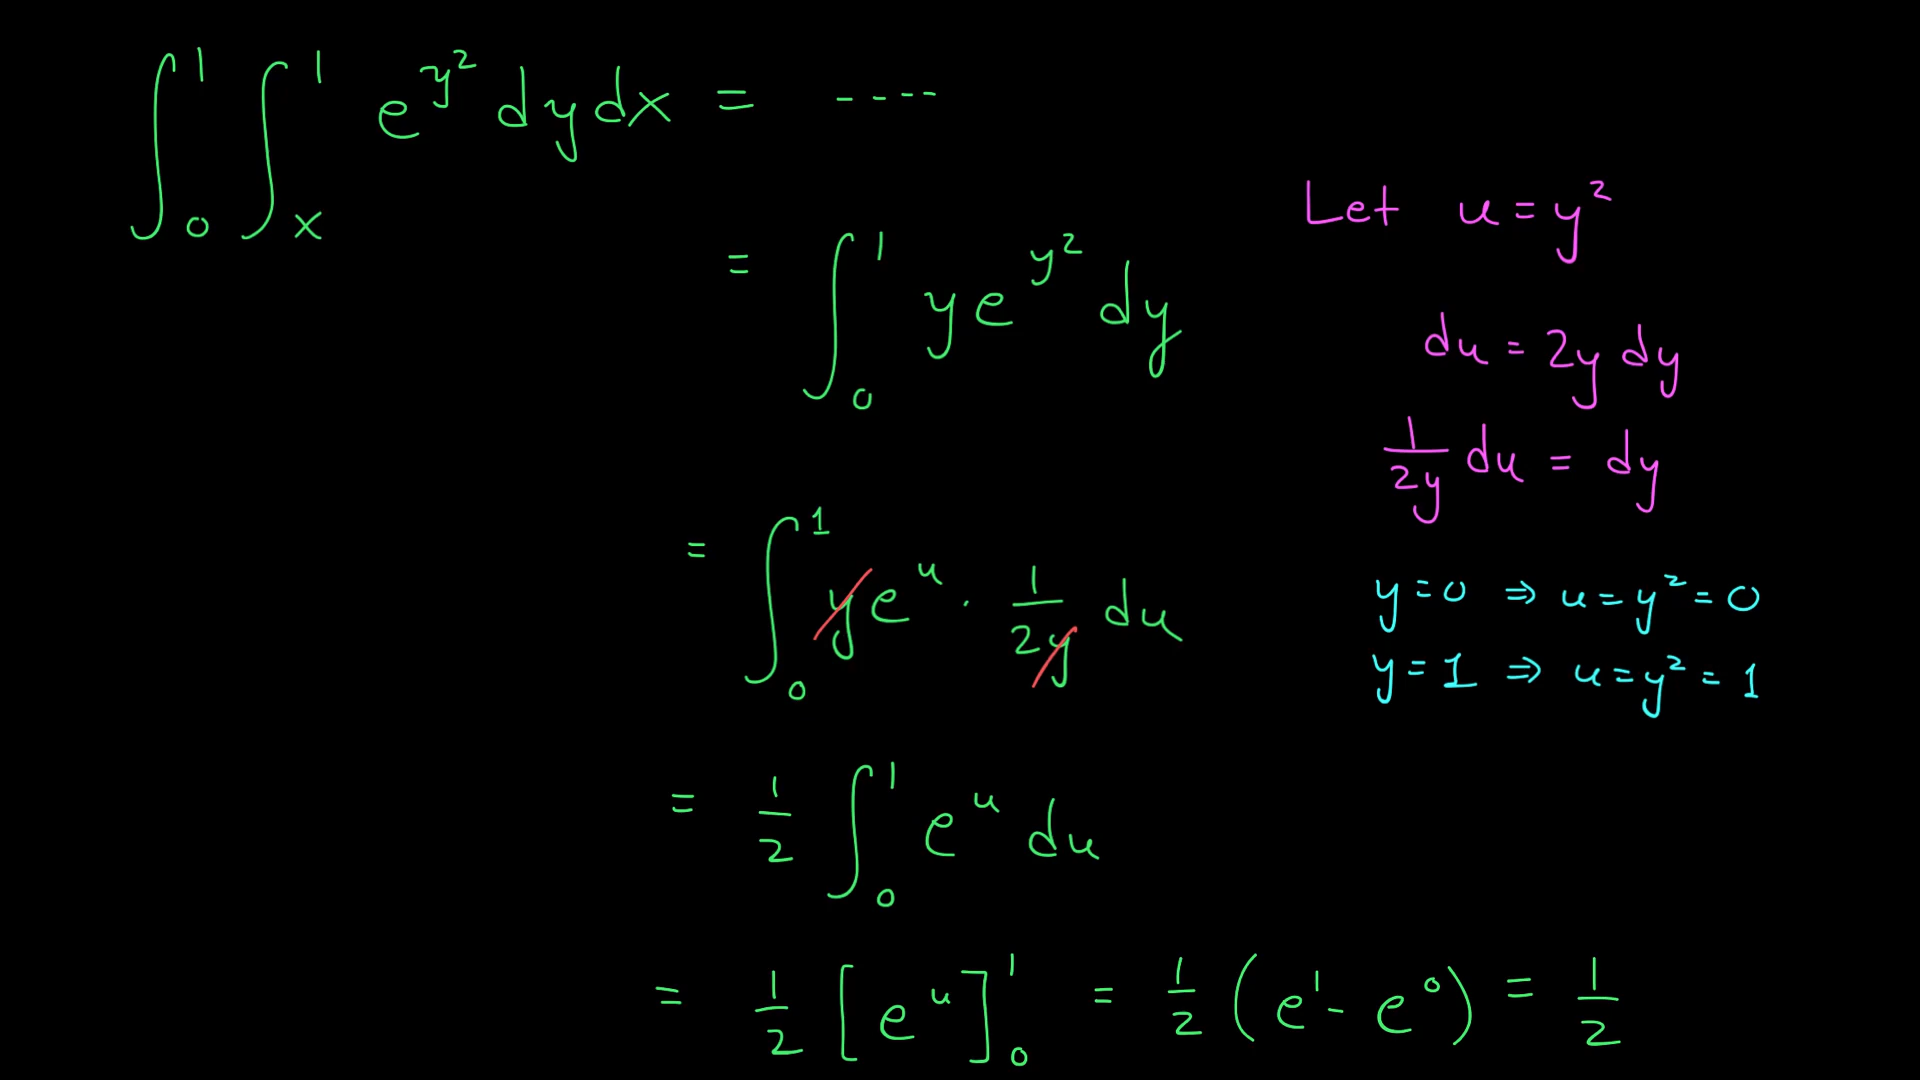 ∫₀¹ ∫ₓ¹ e^{y²} dy dx = ----
= ∫₀¹ y e^{y²} dy
= ∫₀¹ y e^u · 1/(2y) du
= 1/2 ∫₀¹ e^u du
= 1/2 [e^u]₀¹ = 1/2 (e¹ - e⁰) = 1/2
Let u = y²
du = 2y dy
1/(2y) du = dy
y = 0 ⇒ u = y² = 0
y = 1 ⇒ u = y² = 1